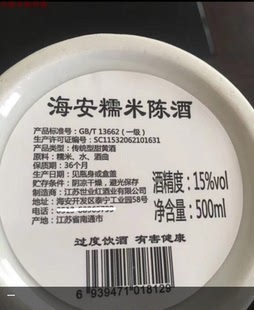 海安糯米陈酒
产品标准号：GB/T 13662（一级）
生产许可证编号：SC11532062101631
产品类型：传统型甜黄酒
原料：糯米、水、酒曲
保质期：36个月
生产日期：见瓶身或盒盖
贮存条件：阴凉干燥，避光保存
制造商：江苏世业红酒业有限公司
海安开发区泰宁工业园58号
产地：江苏省南通市
酒精度：15%vol
净含量：500ml
过度饮酒 有害健康
6 939471 018129